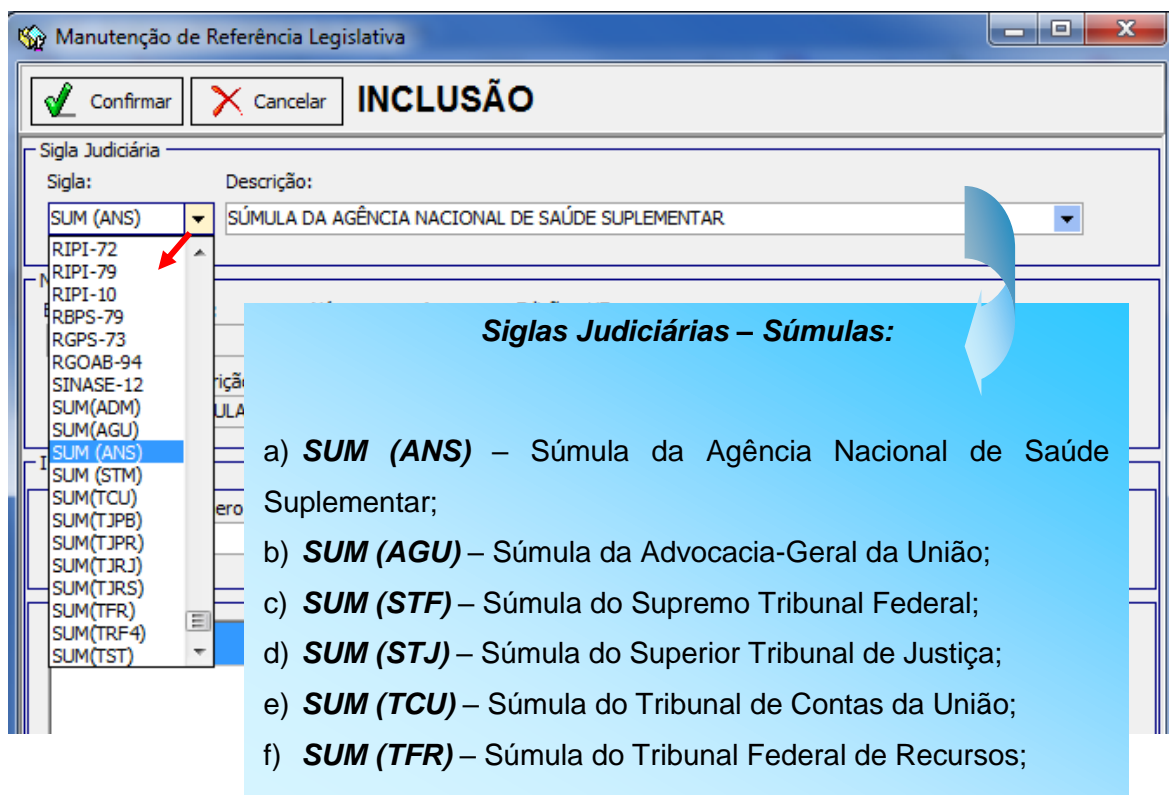 Manutenção de Referência Legislativa
Confirmar Cancelar INCLUSÃO
Sigla Judiciária
Sigla: Descrição:
SUM (ANS) SÚMULA DA AGÊNCIA NACIONAL DE SAÚDE SUPLEMENTAR
RIPI-72
RIPI-79
RIPI-10
RBPS-79
RGPS-73
RGOAB-94
SINASE-12
SUM(ADM)
SUM(AGU)
SUM (ANS)
SUM (STM)
SUM(TCU)
SUM(TJPB)
SUM(TJPR)
SUM(TJRJ)
SUM(TJRS)
SUM(TFR)
SUM(TRF4)
SUM(TST)
Siglas Judiciárias – Súmulas:
a) SUM (ANS) – Súmula da Agência Nacional de Saúde
Suplementar;
b) SUM (AGU) – Súmula da Advocacia-Geral da União;
c) SUM (STF) – Súmula do Supremo Tribunal Federal;
d) SUM (STJ) – Súmula do Superior Tribunal de Justiça;
e) SUM (TCU) – Súmula do Tribunal de Contas da União;
f) SUM (TFR) – Súmula do Tribunal Federal de Recursos;